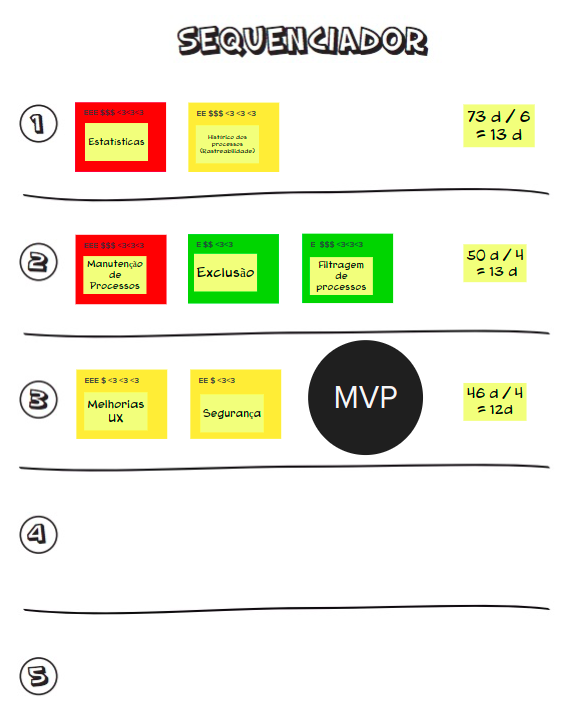 SEQUENCIADOR
1
EEE $$$ <3 <3<3
Estatísticas
EE $$$ <3 <3 <3
Histórico dos
processos
(Rastreabilidade)
73 d / 6
= 13 d
2
EEE $$$ <3<3<3
Manutenção
de
Processos
E $$ <3<3
Exclusão
E $$$ <3<3<3
Filtragem
de
processos
50 d / 4
= 13 d
3
EEE $ <3 <3 <3
Melhorias
UX
EE $ <3<3
Segurança
MVP
46 d / 4
= 12d
4
5